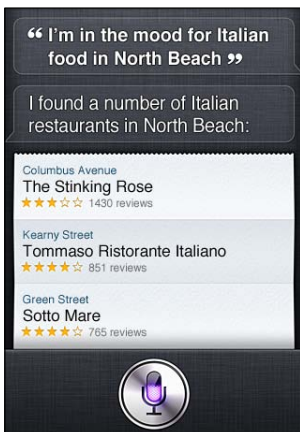 “ I’m in the mood for Italian
food in North Beach ”
I found a number of Italian
restaurants in North Beach:
Columbus Avenue
The Stinking Rose
1430 reviews
Kearny Street
Tommaso Ristorante Italiano
851 reviews
Green Street
Sotto Mare
765 reviews